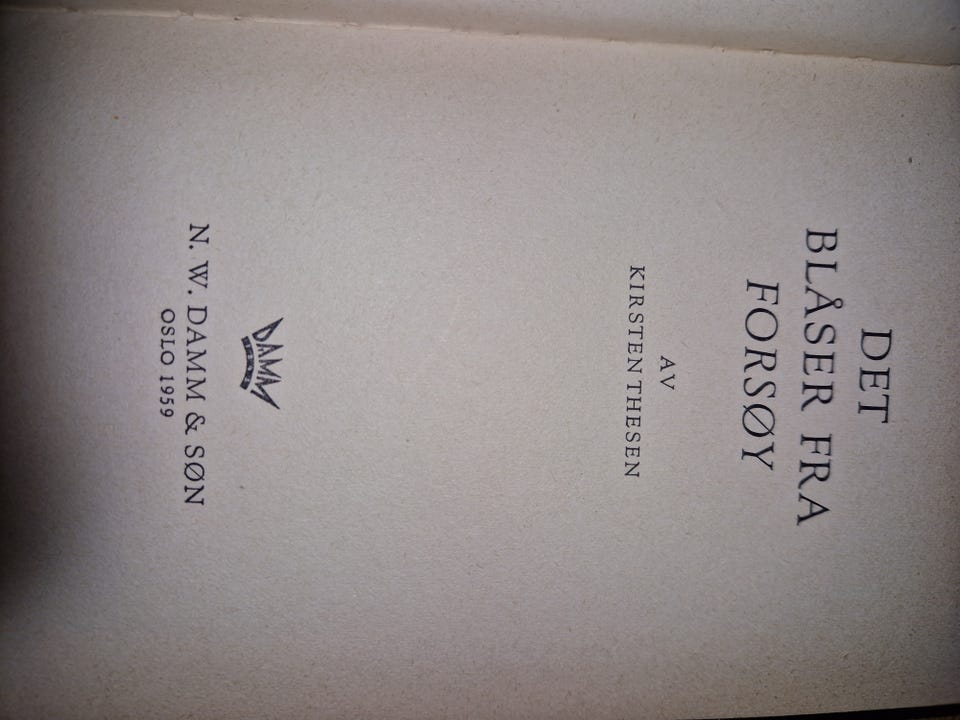 DET
BLÅSER FRA
FORSØY
AV
KIRSTEN THESEN
DAMM
N. W. DAMM & SØN
OSLO 1959